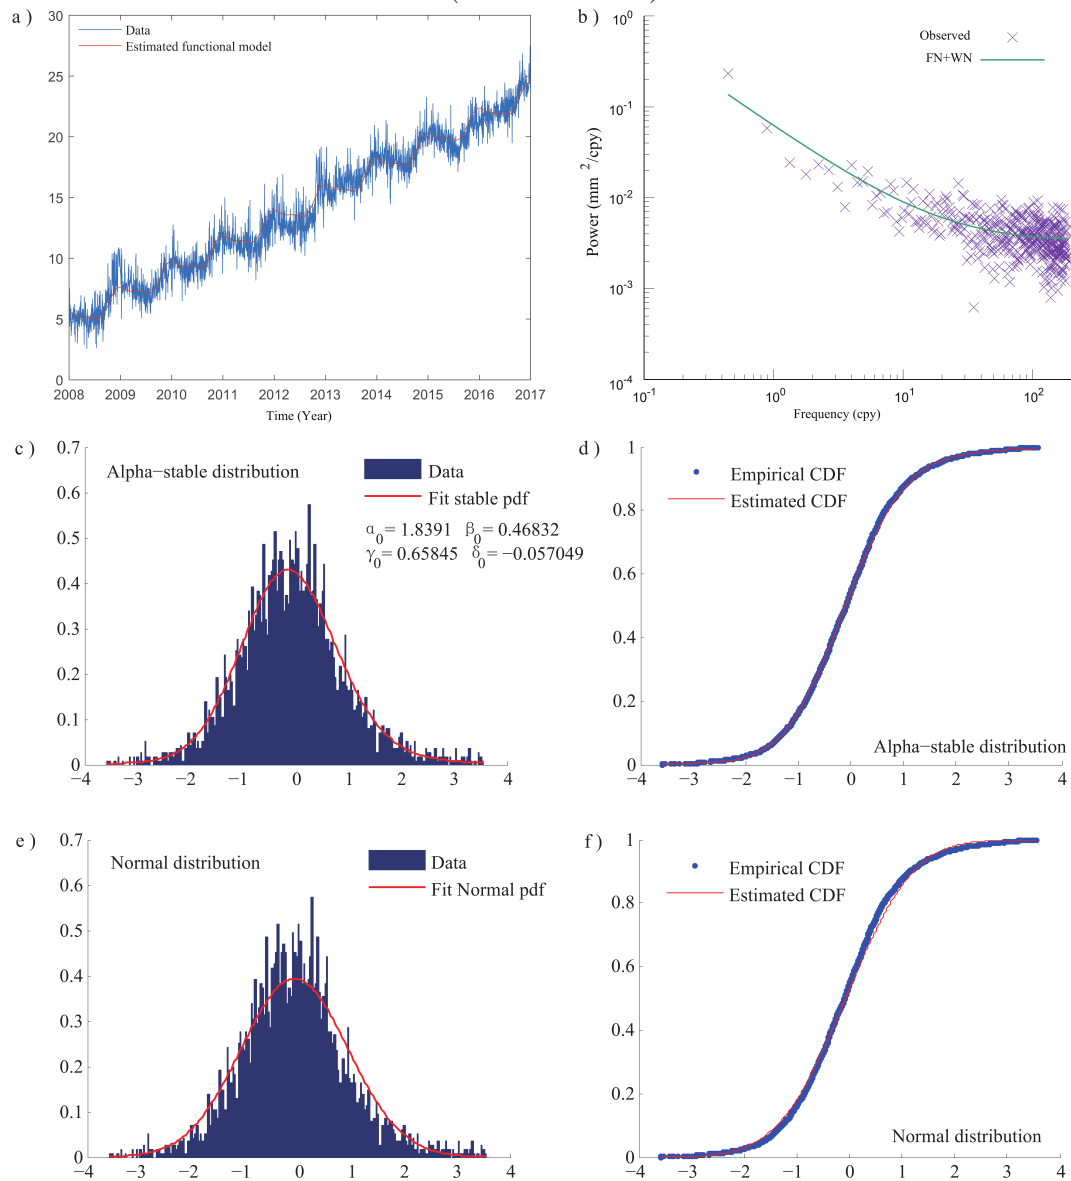 a )
30
25
20
15
10
5
0
Data
Estimated functional model
2008 2009 2010 2011 2012 2013 2014 2015 2016 2017
Time (Year)
b )
10^0
10^-1
10^-2
10^-3
10^-4
Power (mm^2/cpy)
Observed
FN+WN
10^-1 10^0 10^1 10^2
Frequency (cpy)
c )
0.7
0.6
0.5
0.4
0.3
0.2
0.1
0
Alpha−stable distribution
Data
Fit stable pdf
α_0= 1.8391 β_0= 0.46832
γ_0= 0.65845 δ_0= −0.057049
−4 −3 −2 −1 0 1 2 3 4
d )
1
0.8
0.6
0.4
0.2
0
Empirical CDF
Estimated CDF
Alpha−stable distribution
−4 −3 −2 −1 0 1 2 3 4
e )
0.7
0.6
0.5
0.4
0.3
0.2
0.1
0
Normal distribution
Data
Fit Normal pdf
−4 −3 −2 −1 0 1 2 3 4
f )
1
0.8
0.6
0.4
0.2
0
Empirical CDF
Estimated CDF
Normal distribution
−4 −3 −2 −1 0 1 2 3 4